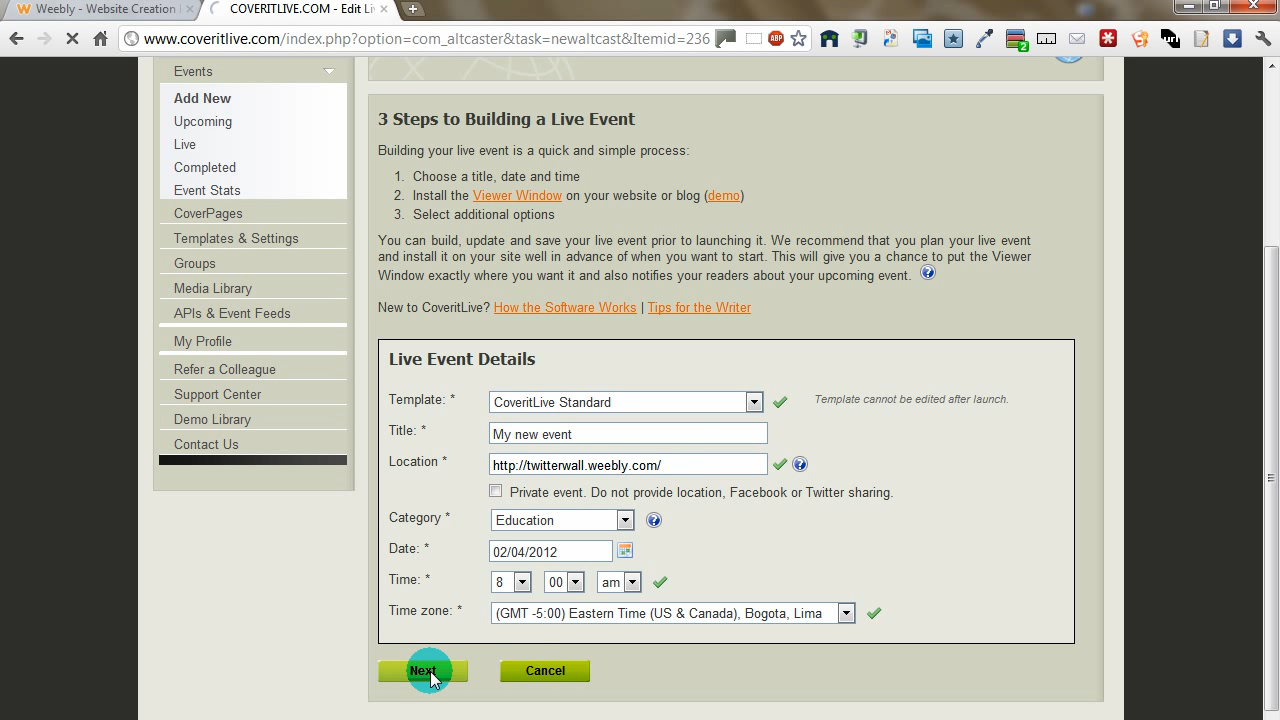 Weebly - Website Creation
COVERITLIVE.COM - Edit Li
www.coveritlive.com/index.php?option=com_altcaster&task=newaltcast&Itemid=236
ABP
2
url
Events
Add New
Upcoming
Live
Completed
Event Stats
CoverPages
Templates & Settings
Groups
Media Library
APIs & Event Feeds
My Profile
Refer a Colleague
Support Center
Demo Library
Contact Us
3 Steps to Building a Live Event
Building your live event is a quick and simple process:
1. Choose a title, date and time
2. Install the Viewer Window on your website or blog (demo)
3. Select additional options
You can build, update and save your live event prior to launching it. We recommend that you plan your live event
and install it on your site well in advance of when you want to start. This will give you a chance to put the Viewer
Window exactly where you want it and also notifies your readers about your upcoming event. ?
New to CoveritLive? How the Software Works | Tips for the Writer
Live Event Details
Template: * CoveritLive Standard Template cannot be edited after launch.
Title: * My new event
Location * http://twitterwall.weebly.com/ ?
Private event. Do not provide location, Facebook or Twitter sharing.
Category * Education ?
Date: * 02/04/2012
Time: * 8 00 am
Time zone: * (GMT -5:00) Eastern Time (US & Canada), Bogota, Lima
Next Cancel